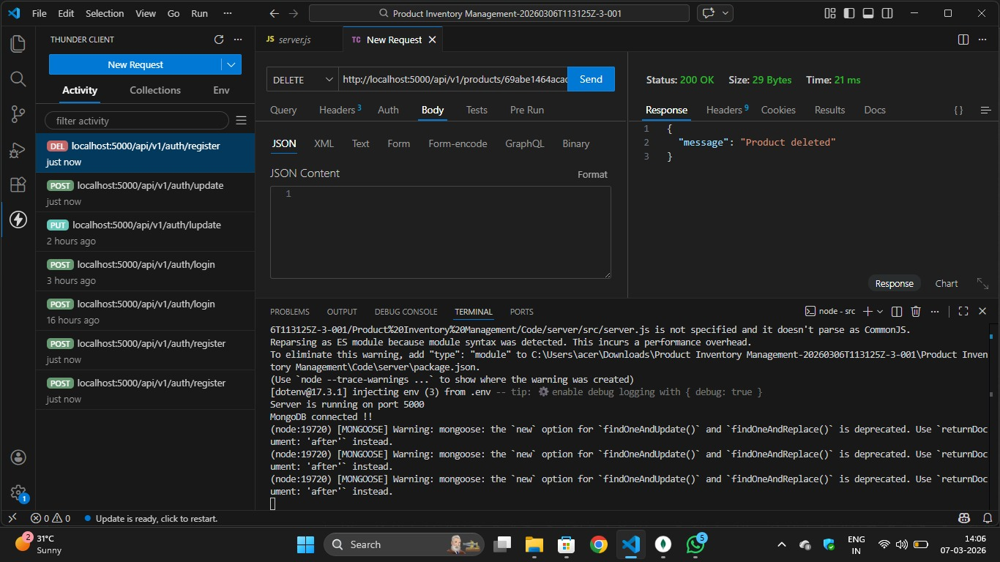 File Edit Selection View Go Run ...
Product Inventory Management-20260306T113125Z-3-001
THUNDER CLIENT
New Request
Activity Collections Env
filter activity
DEL localhost:5000/api/v1/auth/register
just now
POST localhost:5000/api/v1/auth/update
just now
PUT localhost:5000/api/v1/auth/lupdate
2 hours ago
POST localhost:5000/api/v1/auth/login
3 hours ago
POST localhost:5000/api/v1/auth/login
16 hours ago
POST localhost:5000/api/v1/auth/register
just now
POST localhost:5000/api/v1/auth/register
just now
JS server.js
TC New Request
DELETE http://localhost:5000/api/v1/products/69abe1464acac Send
Query Headers 3 Auth Body Tests Pre Run
JSON XML Text Form Form-encode GraphQL Binary
JSON Content Format
1
Status: 200 OK Size: 29 Bytes Time: 21 ms
Response Headers 9 Cookies Results Docs {}
1 {
2 "message": "Product deleted"
3 }
Response Chart
PROBLEMS OUTPUT DEBUG CONSOLE TERMINAL PORTS
node - src
6T113125Z-3-001/Product%20Inventory%20Management/Code/server/src/server.js is not specified and it doesn't parse as CommonJS.
Reparsing as ES module because module syntax was detected. This incurs a performance overhead.
To eliminate this warning, add "type": "module" to C:\Users\acer\Downloads\Product Inventory Management-20260306T113125Z-3-001\Product Inven
tory Management\Code\server\package.json.
(Use `node --trace-warnings ...` to show where the warning was created)
[dotenv@17.3.1] injecting env (3) from .env -- tip: ⚙️ enable debug logging with { debug: true }
Server is running on port 5000
MongoDB connected !!
(node:19720) [MONGOOSE] Warning: mongoose: the `new` option for `findOneAndUpdate()` and `findOneAndReplace()` is deprecated. Use `returnDoc
ument: 'after'` instead.
(node:19720) [MONGOOSE] Warning: mongoose: the `new` option for `findOneAndUpdate()` and `findOneAndReplace()` is deprecated. Use `returnDoc
ument: 'after'` instead.
(node:19720) [MONGOOSE] Warning: mongoose: the `new` option for `findOneAndUpdate()` and `findOneAndReplace()` is deprecated. Use `returnDoc
ument: 'after'` instead.
1
0 0 Update is ready, click to restart.
2
31°C
Sunny
Search
5
ENG
IN
14:06
07-03-2026